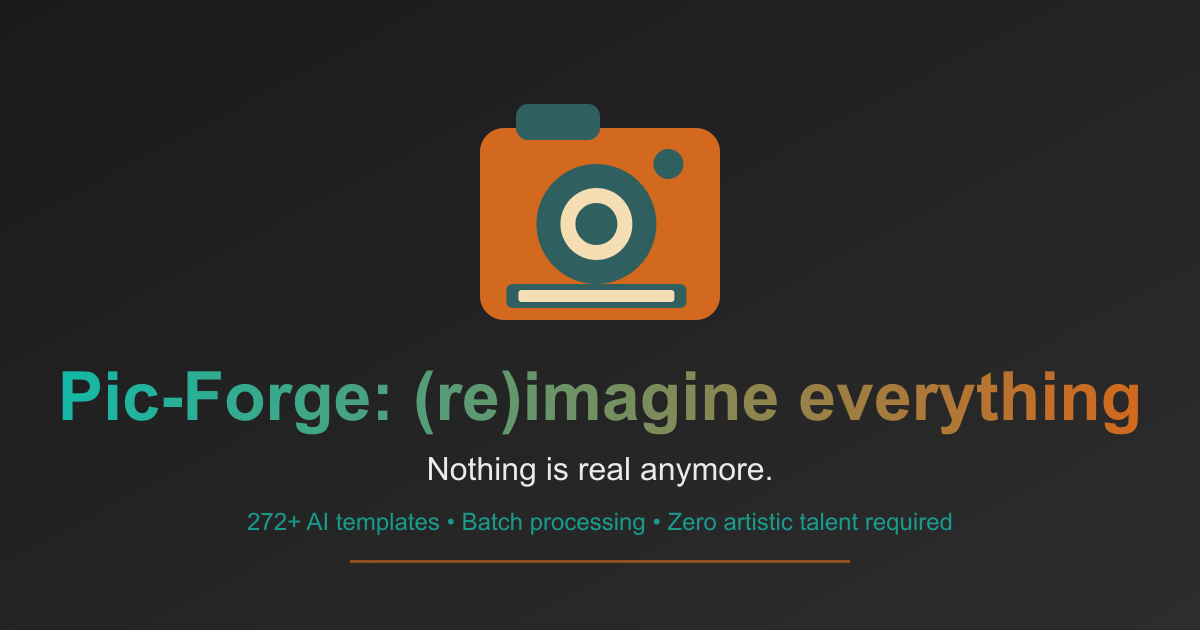 Pic-Forge: (re)imagine everything
Nothing is real anymore.
272+ AI templates • Batch processing • Zero artistic talent required